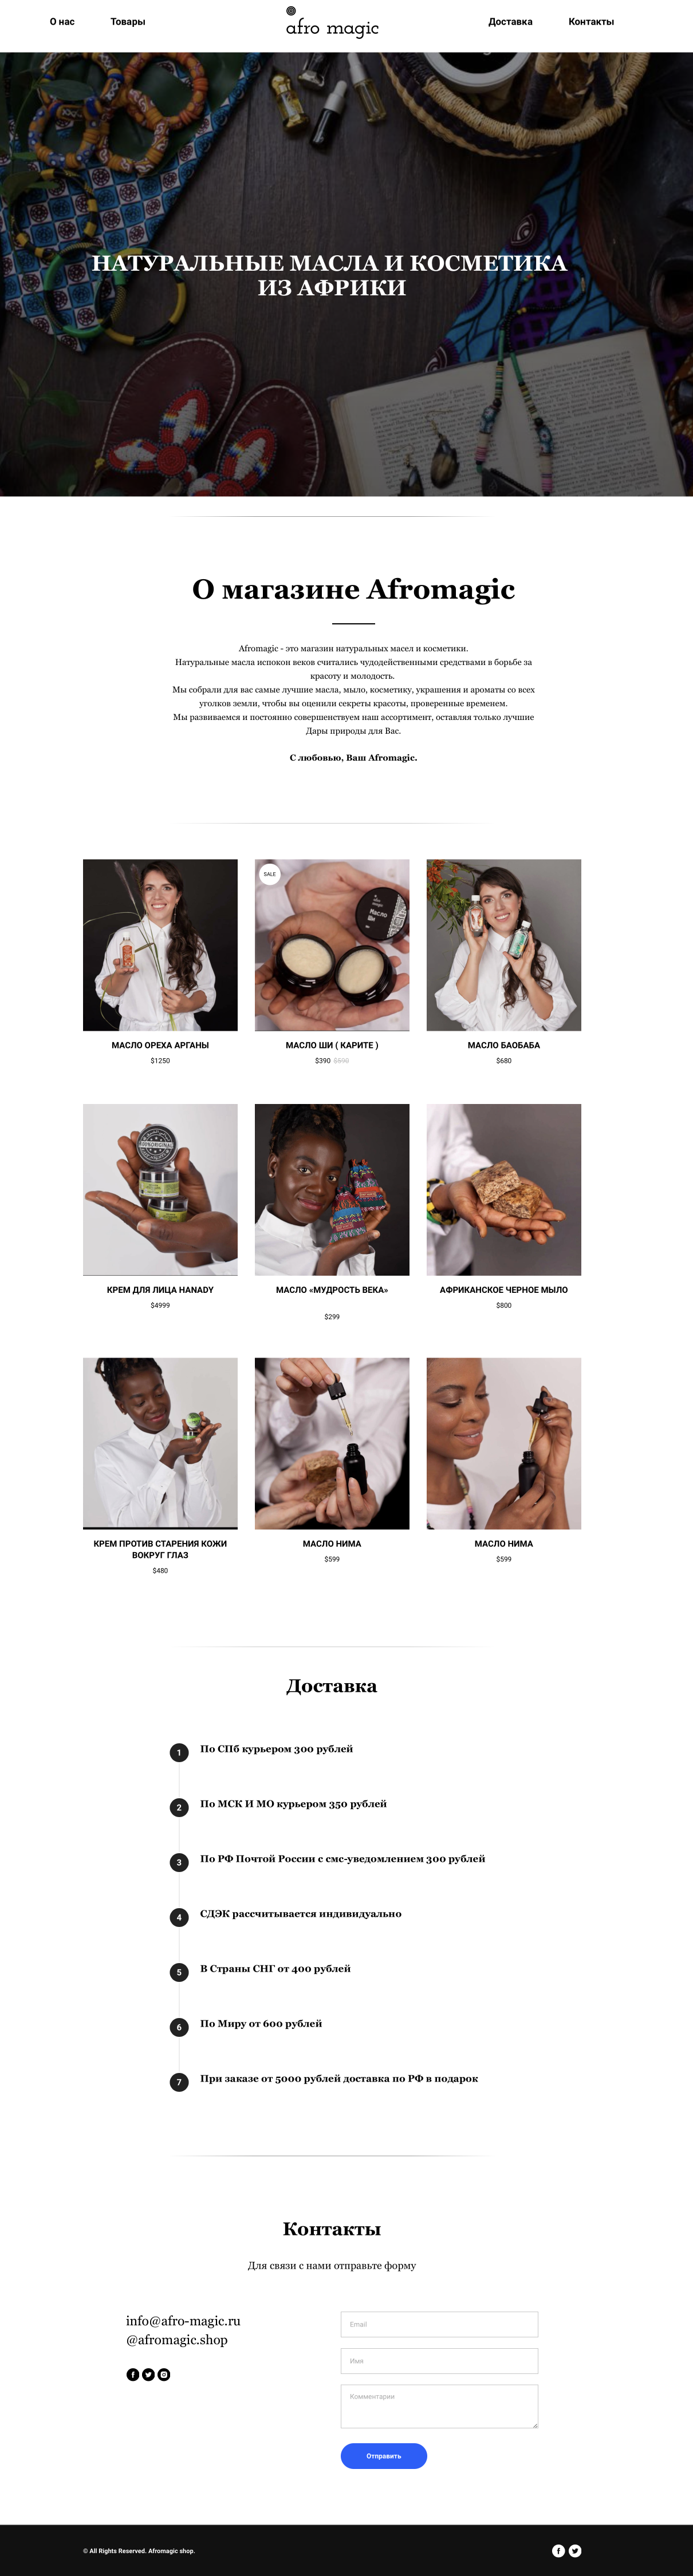 О нас
Товары
afro magic
Доставка
Контакты
НАТУРАЛЬНЫЕ МАСЛА И КОСМЕТИКА
ИЗ АФРИКИ
О магазине Afromagic
Afromagic - это магазин натуральных масел и косметики.
Натуральные масла испокон веков считались чудодейственными средствами в борьбе за
красоту и молодость.
Мы собрали для вас самые лучшие масла, мыло, косметику, украшения и ароматы со всех
уголков земли, чтобы вы оценили секреты красоты, проверенные временем.
Мы развиваемся и постоянно совершенствуем наш ассортимент, оставляя только лучшие
Дары природы для Вас.
С любовью, Ваш Afromagic.
SALE
Масло
Ши
МАСЛО ОРЕХА АРГАНЫ
$1250
МАСЛО ШИ ( КАРИТЕ )
$390 $590
МАСЛО БАОБАБА
$680
100%ORIGINAL
КРЕМ ДЛЯ ЛИЦА HANADY
$4999
МАСЛО «МУДРОСТЬ ВЕКА»
$299
АФРИКАНСКОЕ ЧЕРНОЕ МЫЛО
$800
КРЕМ ПРОТИВ СТАРЕНИЯ КОЖИ
ВОКРУГ ГЛАЗ
$480
МАСЛО НИМА
$599
МАСЛО НИМА
$599
Доставка
1 По СПб курьером 300 рублей
2 По МСК И МО курьером 350 рублей
3 По РФ Почтой России с смс-уведомлением 300 рублей
4 СДЭК рассчитывается индивидуально
5 В Страны СНГ от 400 рублей
6 По Миру от 600 рублей
7 При заказе от 5000 рублей доставка по РФ в подарок
Контакты
Для связи с нами отправьте форму
info@afro-magic.ru
@afromagic.shop
Email
Имя
Комментарии
Отправить
© All Rights Reserved. Afromagic shop.